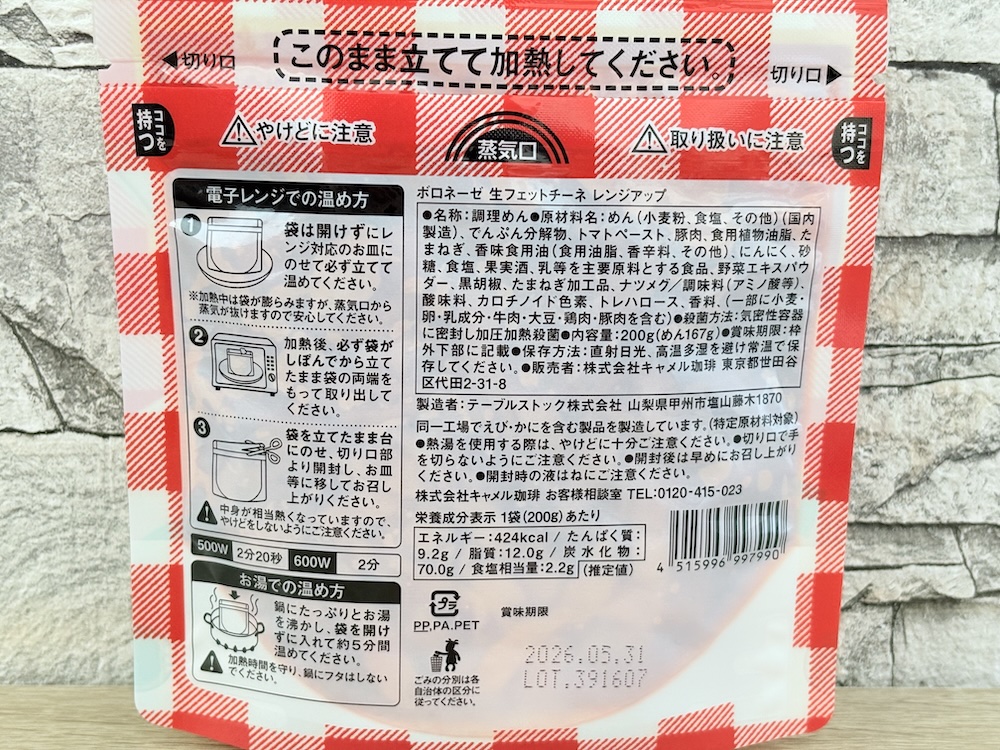 ◀切り口
このまま立てて加熱してください。
切り口▶
ココを持つ
⚠やけどに注意
蒸気口
⚠取り扱いに注意
ココを持つ
電子レンジでの温め方
1
袋は開けずにレ
ンジ対応のお皿に
のせて必ず立てて
温めてください。
※加熱中は袋が膨らみますが、蒸気口から
蒸気が抜けますので安心してください。
2
加熱後、必ず袋が
しぼんでから立て
たまま袋の両端を
もって取り出して
ください。
3
袋を立てたまま台
にのせ、切り口部
より開封し、お皿
等に移してお召し
上がりください。
⚠中身が相当熱くなっていますので、
やけどをしないようにご注意ください。
500W 2分20秒 600W 2分
お湯での温め方
鍋にたっぷりとお湯
を沸かし、袋を開け
ずに入れて約5分間
温めてください。
⚠加熱時間を守り、鍋にフタはしない
でください。
ボロネーゼ 生フェットチーネ レンジアップ
●名称:調理めん●原材料名:めん(小麦粉、食塩、その他)(国内
製造)、でんぷん分解物、トマトペースト、豚肉、食用植物油脂、た
まねぎ、香味食用油(食用油脂、香辛料、その他)、にんにく、砂
糖、食塩、果実酒、乳等を主要原料とする食品、野菜エキスパウ
ダー、黒胡椒、たまねぎ加工品、ナツメグ/調味料(アミノ酸等)、
酸味料、カロチノイド色素、トレハロース、香料、(一部に小麦・
卵・乳成分・牛肉・大豆・鶏肉・豚肉を含む)●殺菌方法:気密性容器
に密封し加圧加熱殺菌●内容量:200g(めん167g)●賞味期限:枠
外下部に記載●保存方法:直射日光、高温多湿を避け常温で保
存してください。●販売者:株式会社キャメル珈琲 東京都世田谷
区代田2-31-8
製造者:テーブルストック株式会社 山梨県甲州市塩山藤木1870
同一工場でえび・かにを含む製品を製造しています。(特定原材料対象)
●熱湯を使用する際は、やけどに十分ご注意ください。●切り口で手
を切らないようにご注意ください。●開封後は早めにお召し上がり
ください。●開封時の液はねにご注意ください。
株式会社キャメル珈琲 お客様相談室 TEL:0120-415-023
栄養成分表示 1袋(200g)あたり
エネルギー:424kcal / たんぱく質:
9.2g / 脂質:12.0g / 炭水化物:
70.0g / 食塩相当量:2.2g (推定値)
4 515996 997990
プラ
PP,PA,PET
賞味期限
2026.05.31
LOT.391607
ごみの分別は各
自治体の区分に
従ってください。